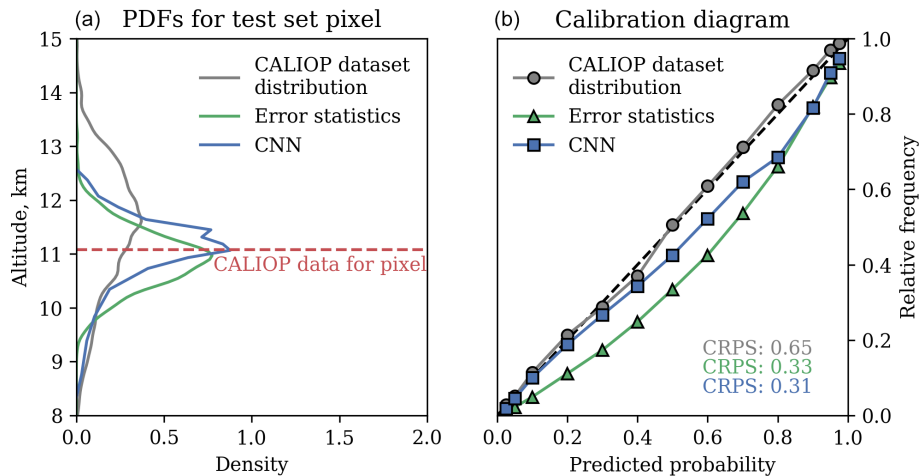 (a) PDFs for test set pixel
15
14
13
12
11
10
9
8
Altitude, km
CALIOP dataset
distribution
Error statistics
CNN
CALIOP data for pixel
0.0 0.5 1.0 1.5 2.0
Density
(b) Calibration diagram
CALIOP dataset
distribution
Error statistics
CNN
CRPS: 0.65
CRPS: 0.33
CRPS: 0.31
1.0
0.8
0.6
0.4
0.2
0.0
Relative frequency
0.0 0.2 0.4 0.6 0.8 1.0
Predicted probability